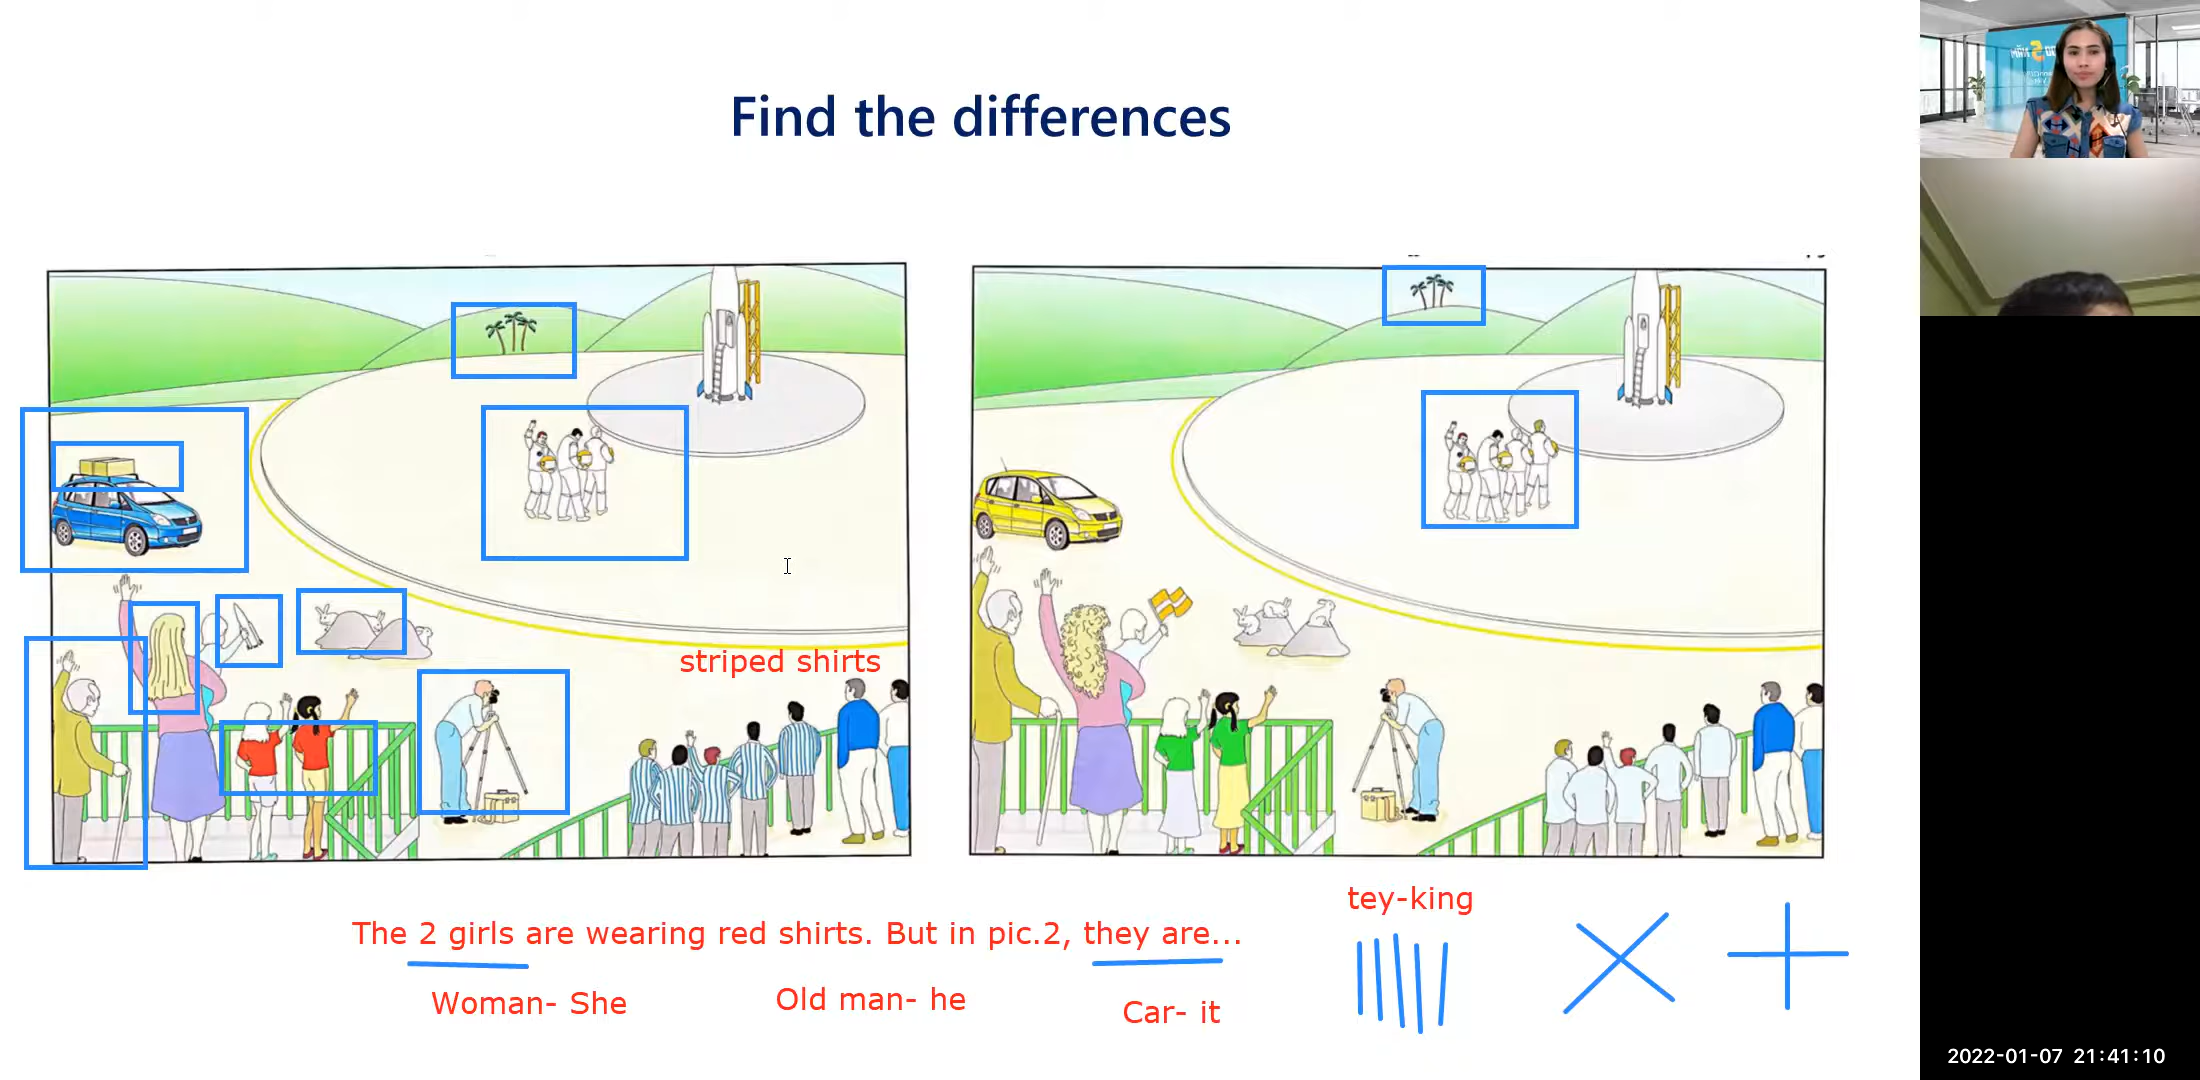 Find the differences
striped shirts
tey-king
The 2 girls are wearing red shirts. But in pic.2, they are...
Woman- She
Old man- he
Car- it
2022-01-07 21:41:10